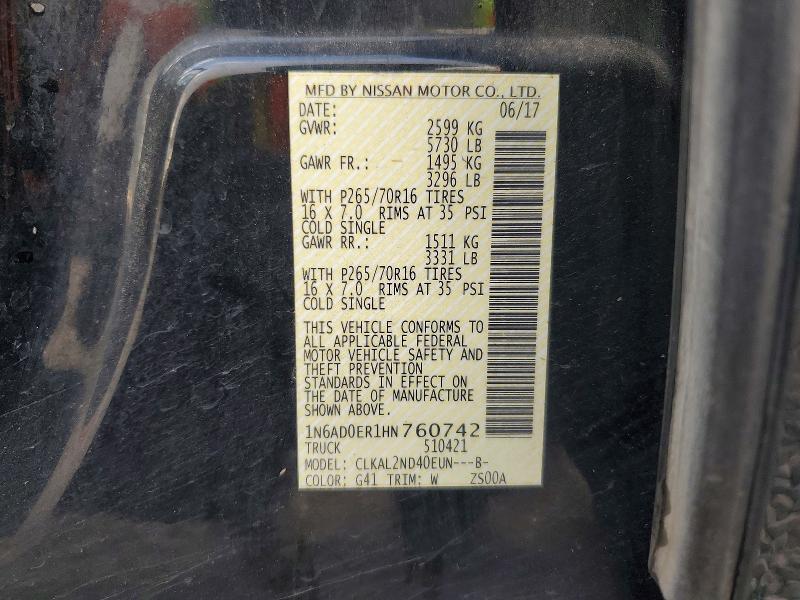 MFD BY NISSAN MOTOR CO., LTD.
DATE: 06/17
GVWR: 2599 KG
5730 LB
GAWR FR.: 1495 KG
3296 LB
WITH P265/70R16 TIRES
16 X 7.0 RIMS AT 35 PSI
COLD SINGLE
GAWR RR.: 1511 KG
3331 LB
WITH P265/70R16 TIRES
16 X 7.0 RIMS AT 35 PSI
COLD SINGLE
THIS VEHICLE CONFORMS TO
ALL APPLICABLE FEDERAL
MOTOR VEHICLE SAFETY AND
THEFT PREVENTION
STANDARDS IN EFFECT ON
THE DATE OF MANUFACTURE
SHOWN ABOVE.
1N6AD0ER1HN760742
TRUCK 510421
MODEL: CLKAL2ND40EUN---B-
COLOR: G41 TRIM: W ZS00A